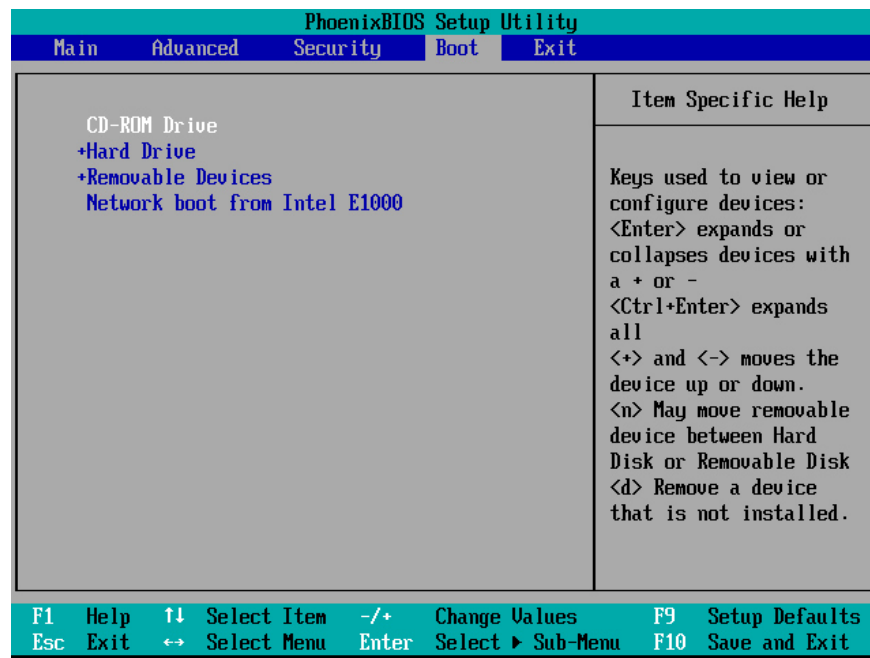 PhoenixBIOS Setup Utility
Main Advanced Security Boot Exit
CD-ROM Drive
+Hard Drive
+Removable Devices
Network boot from Intel E1000
Item Specific Help
Keys used to view or
configure devices:
<Enter> expands or
collapses devices with
a + or -
<Ctrl+Enter> expands
all
<+> and <-> moves the
device up or down.
<n> May move removable
device between Hard
Disk or Removable Disk
<d> Remove a device
that is not installed.
F1 Help ↑↓ Select Item -/+ Change Values F9 Setup Defaults
Esc Exit ↔ Select Menu Enter Select ▶ Sub-Menu F10 Save and Exit